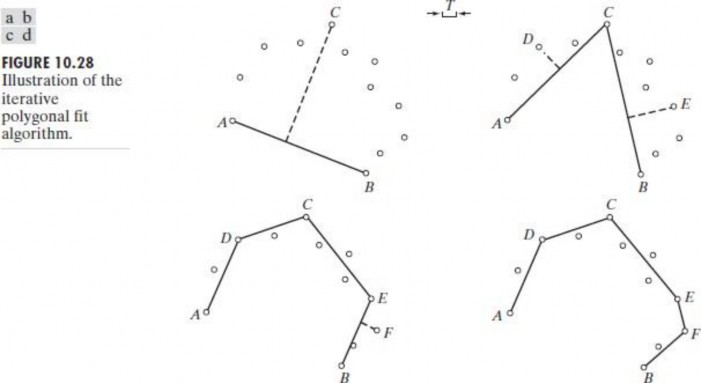 a b
c d
FIGURE 10.28
Illustration of the
iterative
polygonal fit
algorithm.
C
A
B
T
C
D
E
A
B
C
D
E
A
F
B
C
D
E
A
F
B